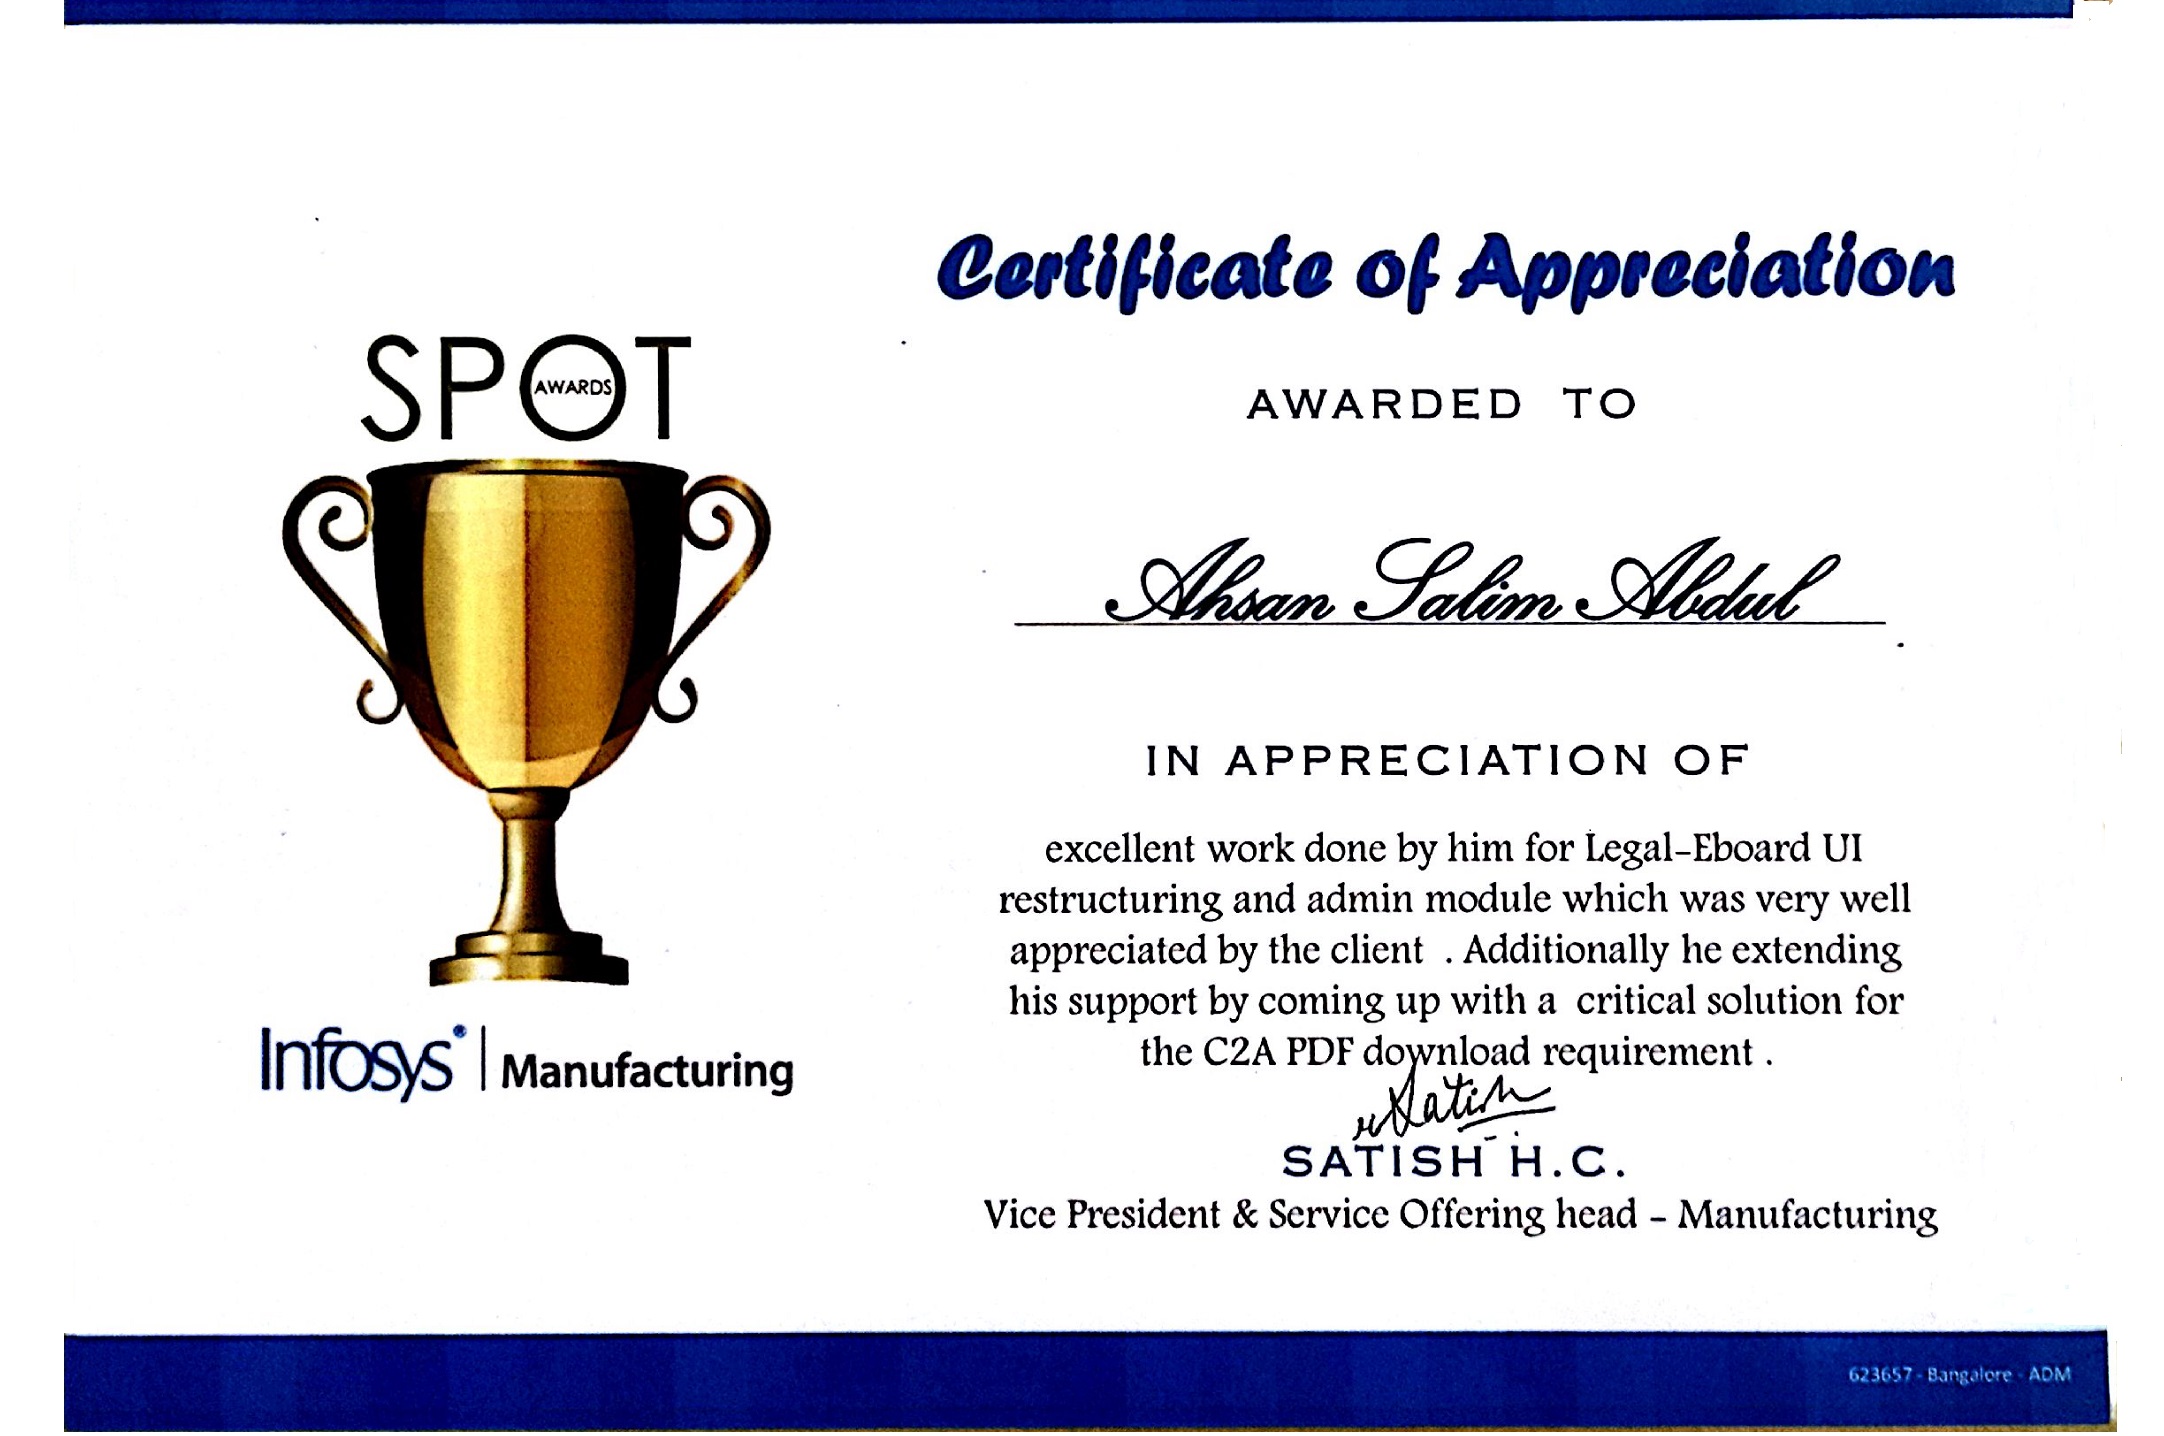 Certificate of Appreciation
SPOT
AWARDS
AWARDED TO
Ahsan Salim Abdul
IN APPRECIATION OF
excellent work done by him for Legal-Eboard UI
restructuring and admin module which was very well
appreciated by the client . Additionally he extending
his support by coming up with a critical solution for
the C2A PDF download requirement .
Infosys® | Manufacturing
Satish
SATISH H.C.
Vice President & Service Offering head - Manufacturing
623657 - Bangalore - ADM